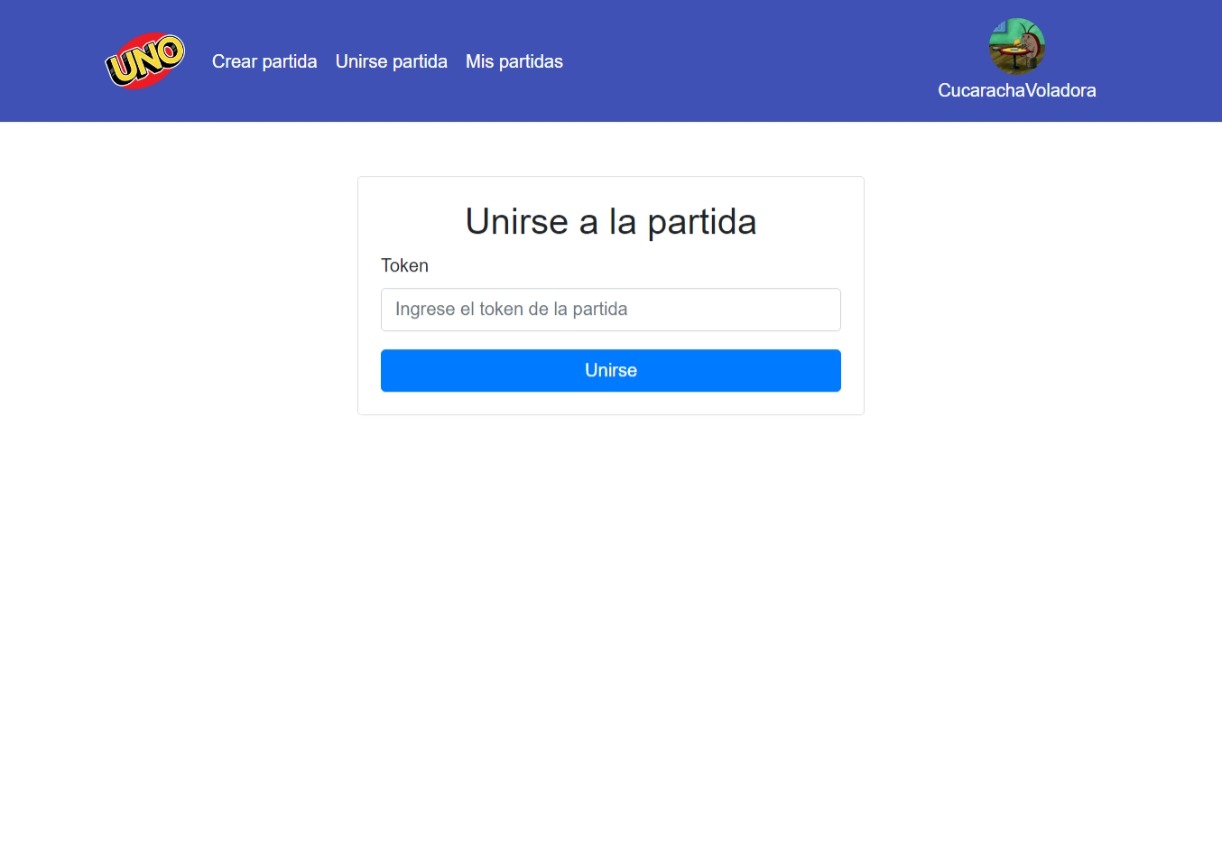 UNO
Crear partida Unirse partida Mis partidas
CucarachaVoladora
Unirse a la partida
Token
Ingrese el token de la partida
Unirse